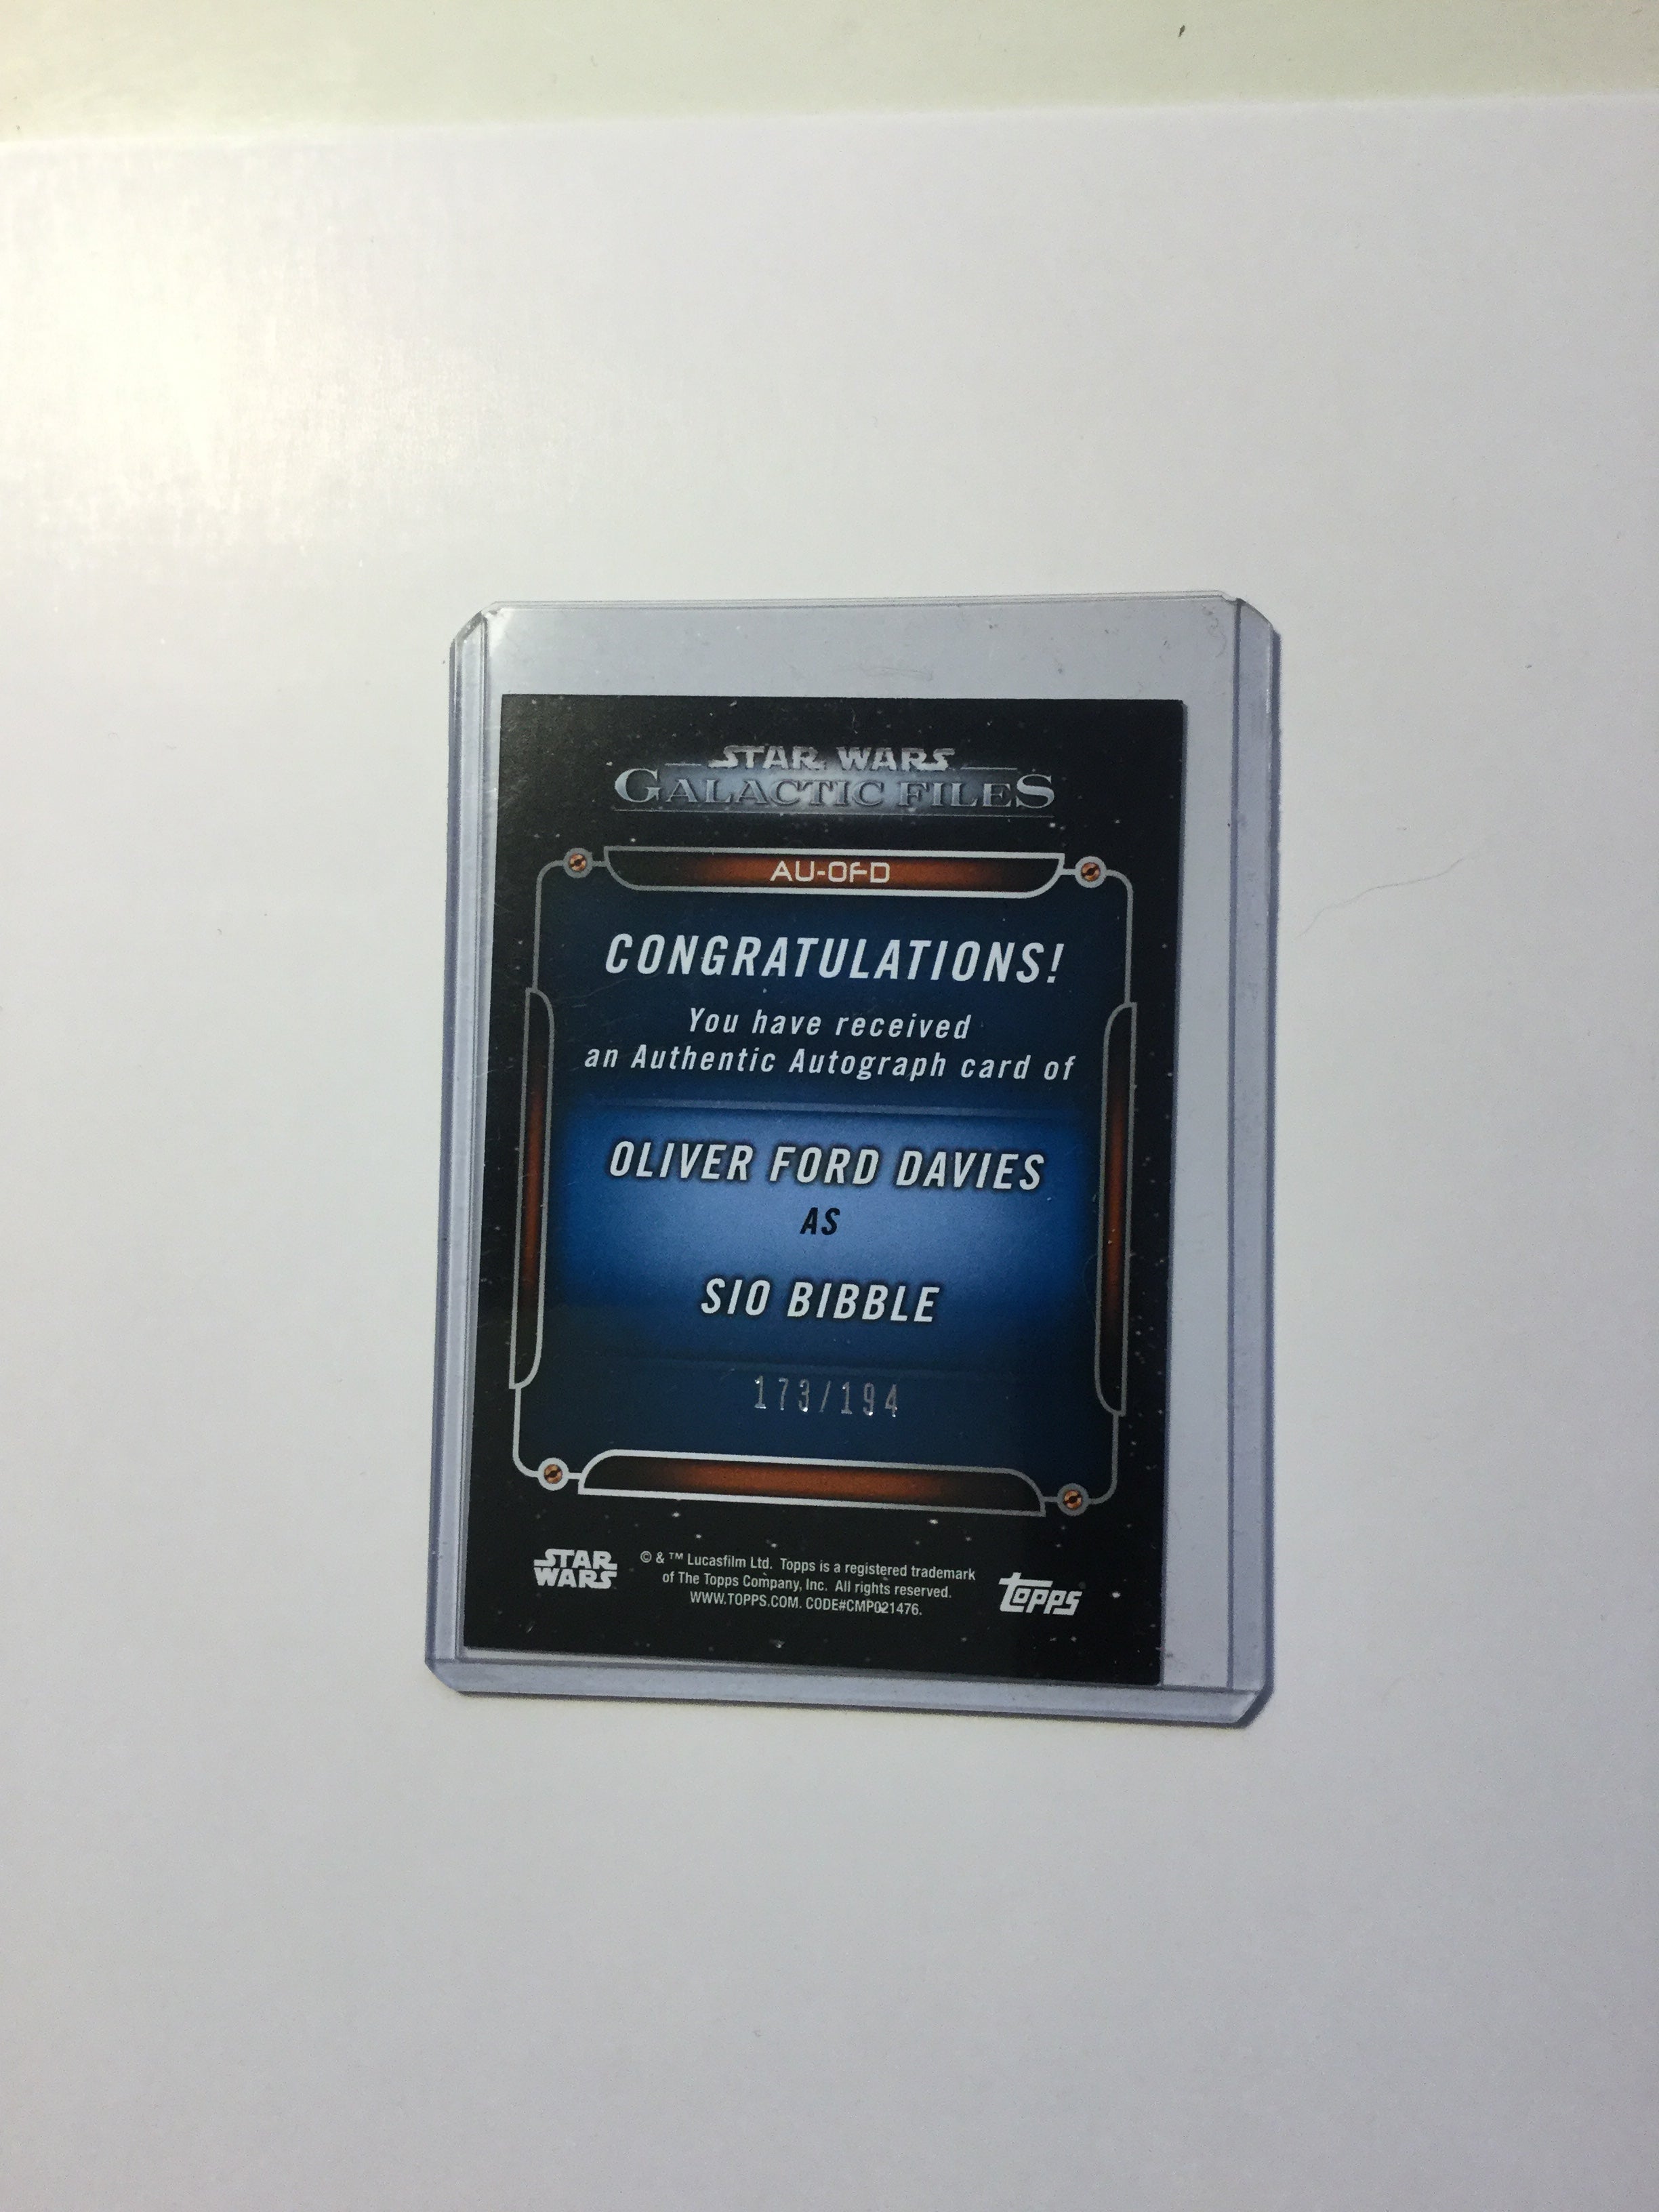 STAR WARS
GALACTIC FILES
AU-OFD
CONGRATULATIONS!
You have received
an Authentic Autograph card of
OLIVER FORD DAVIES
AS
SIO BIBBLE
173/194
STAR
WARS
© & ™ Lucasfilm Ltd. Topps is a registered trademark
of The Topps Company, Inc. All rights reserved.
WWW.TOPPS.COM. CODE#CMP021476.
Topps